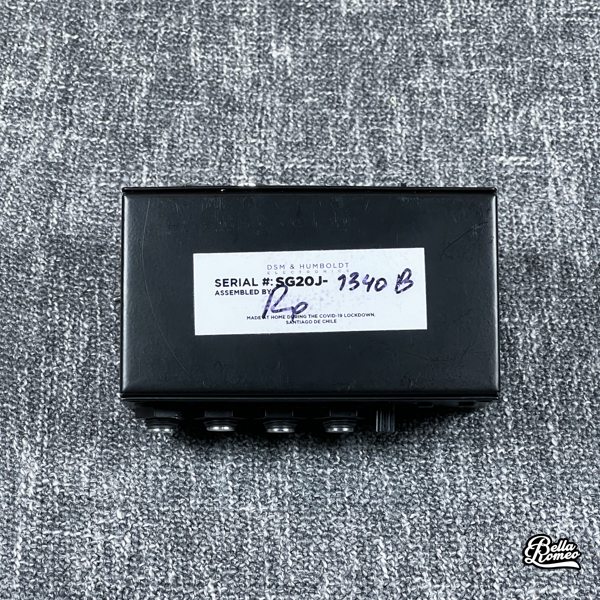 DSM & HUMBOLDT
ELECTRONICS
SERIAL #: SG20J- 1340 B
ASSEMBLED BY:
MADE AT HOME DURING THE COVID-19 LOCKDOWN.
SANTIAGO DE CHILE
Bella
Romeo